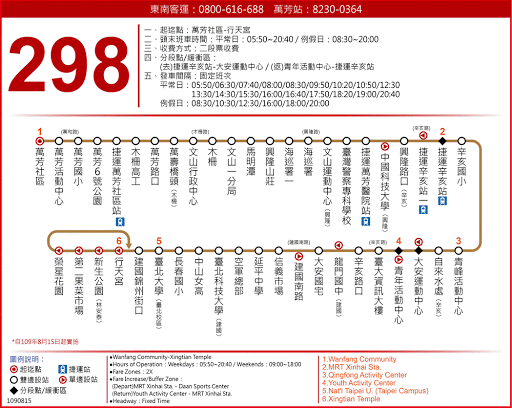 東南客運：0800-616-688　萬芳站：8230-0364
298
一、起迄點：萬芳社區-行天宮
二、頭末班車時間：平常日：05:50~20:40 / 例假日：08:30~20:00
三、收費方式：二段票收費
四、分段點/緩衝區：
(去)捷運辛亥站-大安運動中心 / (返)青年活動中心-捷運辛亥站
五、發車間隔：固定班次
平常日：05:50/06:30/07:40/08:00/08:30/09:50/10:20/10:50/12:30
13:30/14:30/15:30/16:00/16:40/17:50/18:20/19:00/20:40
例假日：08:30/10:30/12:30/16:00/18:00/20:00
1
(萬和路)
(木柵路)
(興隆路)
(辛亥路)
2
萬芳社區
萬芳活動中心
萬芳國小
萬芳6號公園
捷運萬芳社區站
木柵高工
萬芳路口
萬壽橋頭(木柵)
文山行政中心
木柵
文山一分局
馬明潭
興隆山莊
海巡署一
海巡署
文山運動中心(興隆)
臺灣警察專科學校
捷運萬芳醫院站
中國科技大學(興隆)
興隆路口(辛亥)
捷運辛亥站一
捷運辛亥站
辛亥國小
6
5
(建國南路)
(辛亥路)
4
3
榮星花園
第二果菜市場
新生公園(林安泰)
行天宮
建國錦州街口
臺北大學(臺北校區)
長春國小
中山女高
臺北科技大學(建國)
空軍總部
延平中學
信義市場
建國南路
大安國宅
龍門國中(建國)
辛亥路口
臺大資訊大樓
青年活動中心
大安運動中心
自來水處(辛亥)
青峰活動中心
*自109年8月15日起實施
圖例說明：
起迄點
捷運站
雙邊設站
單邊設站
分段點/緩衝區
1090815
●Wanfang Community-Xingtian Temple
●Hours of Operation：Weekdays：05:50~20:40 / Weekends：09:00~18:00
●Fare Zones：2X
●Fare Increase/Buffer Zone：
(Depart)MRT Xinhai Sta. - Daan Sports Center
(Return)Youth Activity Center - MRT Xinhai Sta.
●Headway：Fixed Time
1.Wanfang Community
2.MRT Xinhai Sta.
3.Qingfong Activity Center
4.Youth Activity Center
5.Nat'l Taipei U. (Taipei Campus)
6.Xingtian Temple